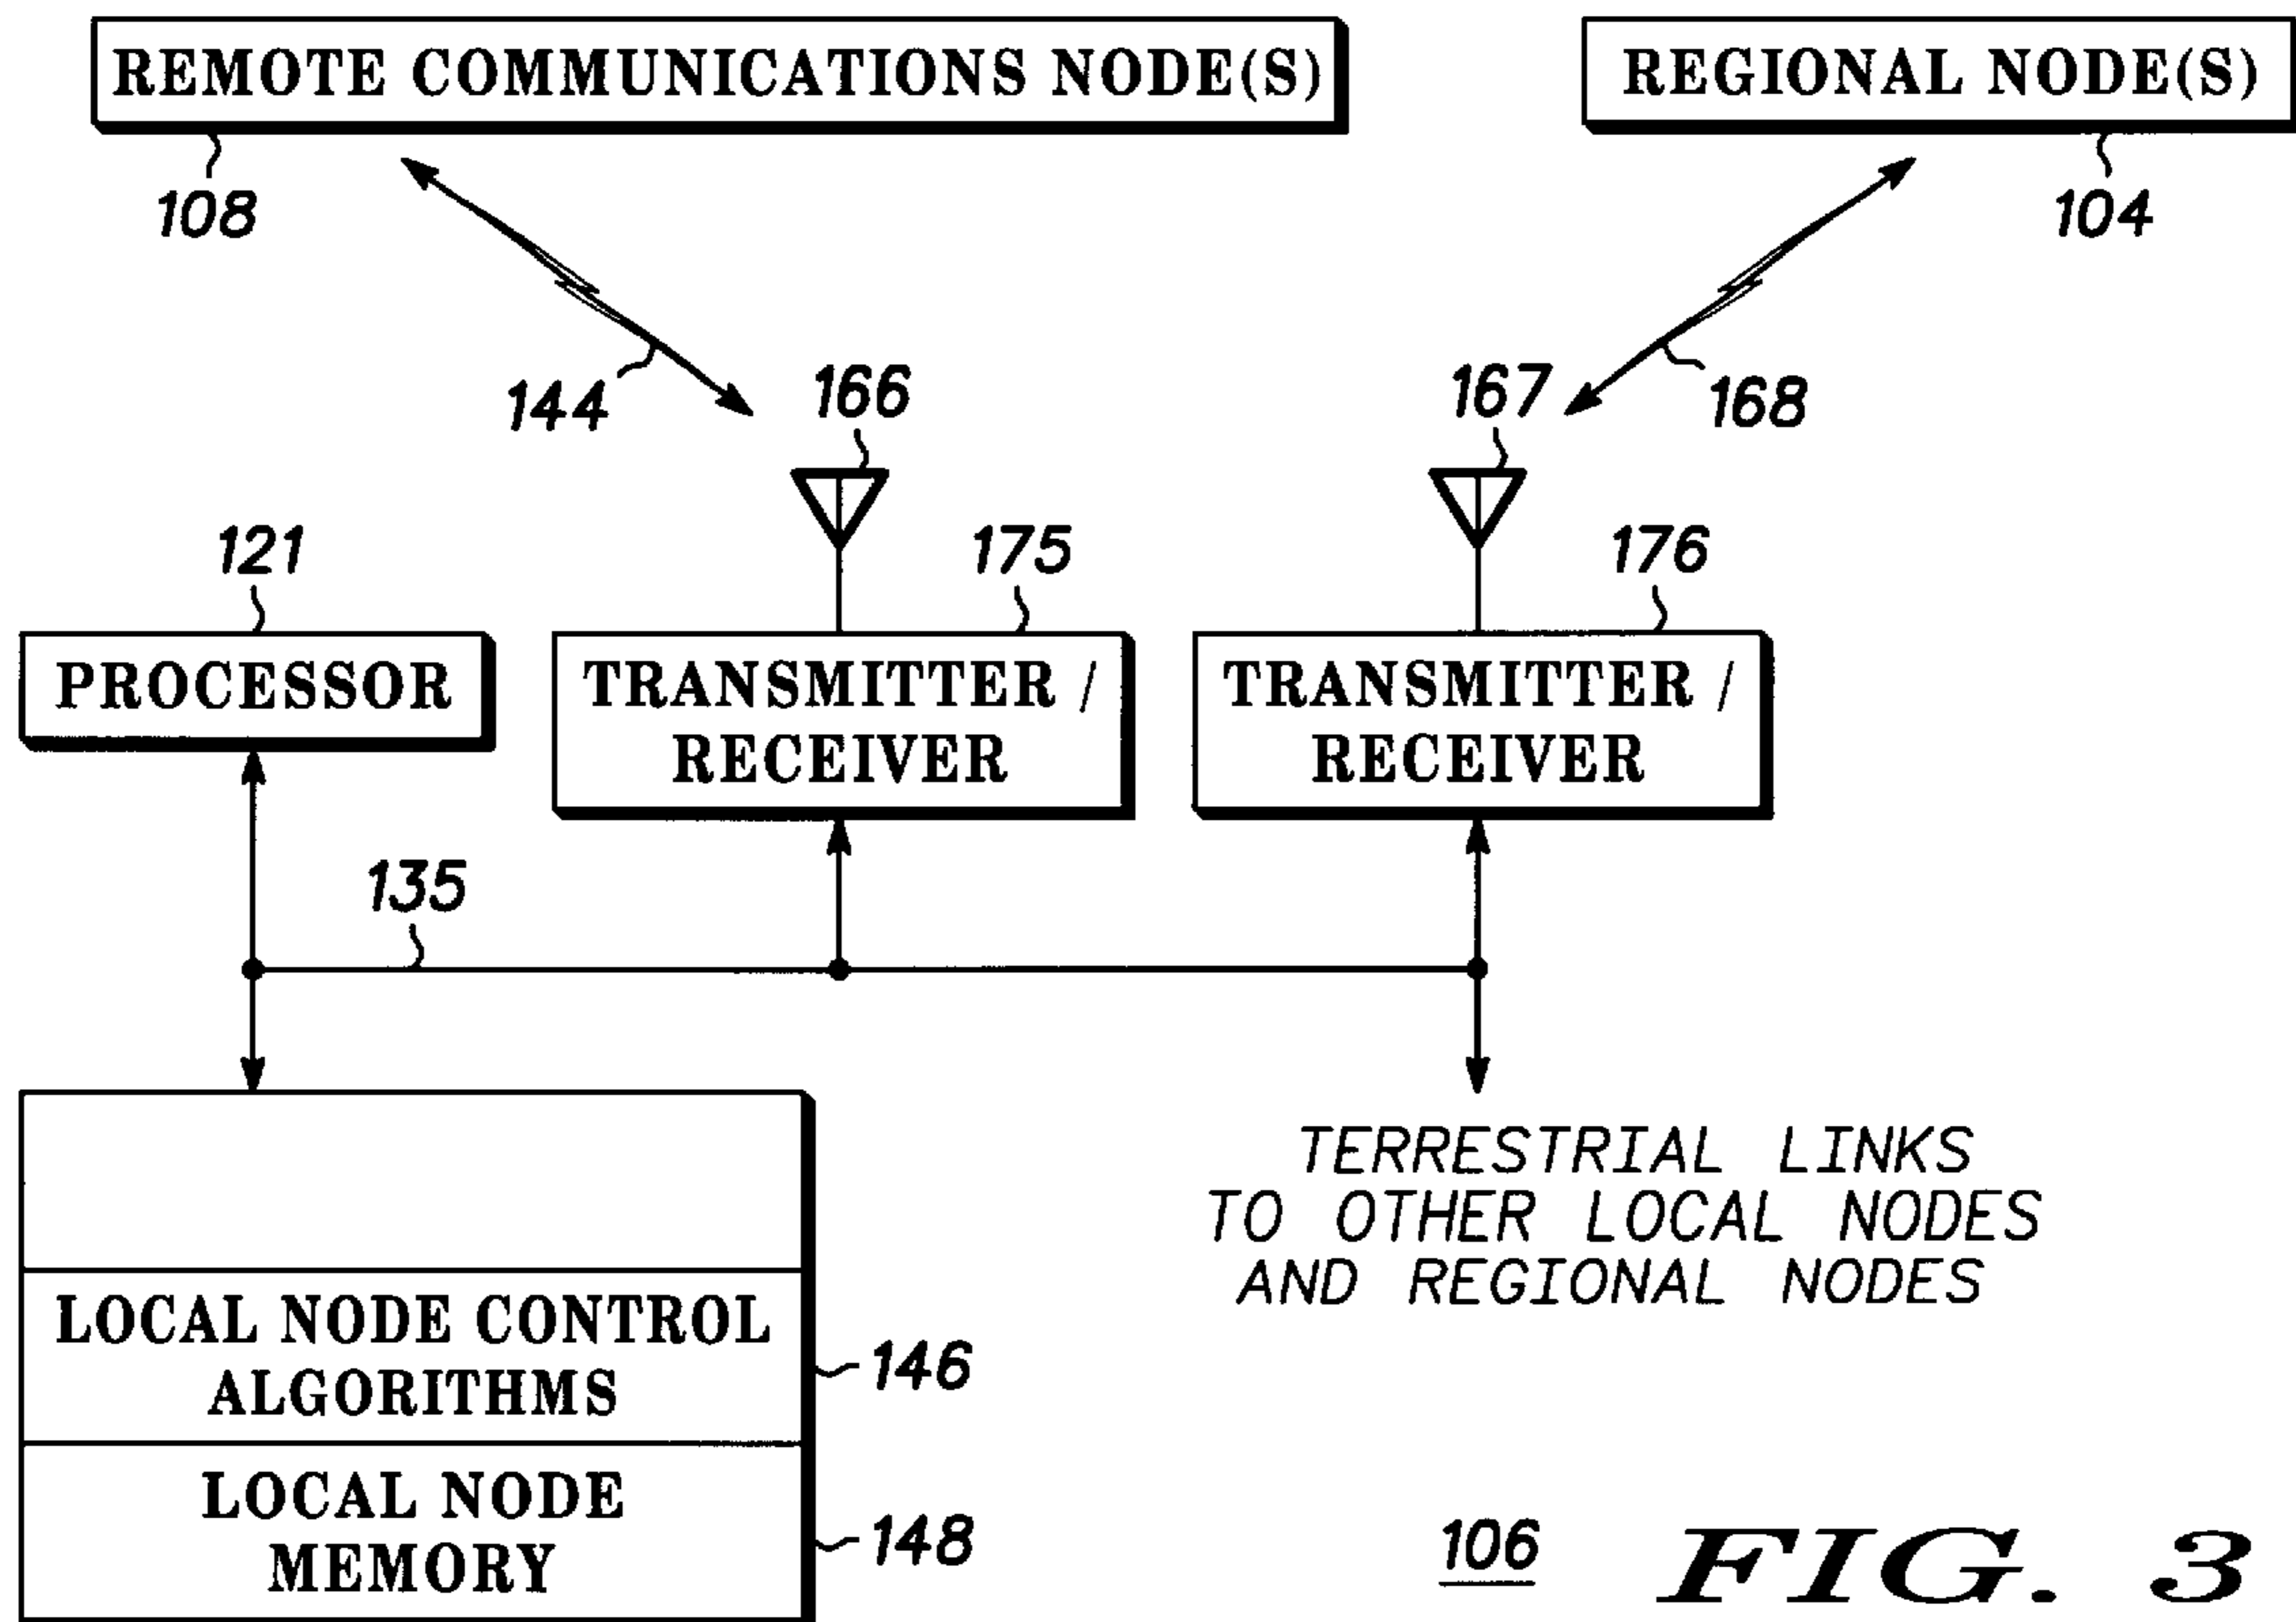 REMOTE COMMUNICATIONS NODE(S)
REGIONAL NODE(S)
108
104
144
166
167
168
121
175
176
PROCESSOR
TRANSMITTER /
RECEIVER
TRANSMITTER /
RECEIVER
135
TERRESTRIAL LINKS
TO OTHER LOCAL NODES
AND REGIONAL NODES
LOCAL NODE CONTROL
ALGORITHMS
146
LOCAL NODE
MEMORY
148
106
FIG. 3